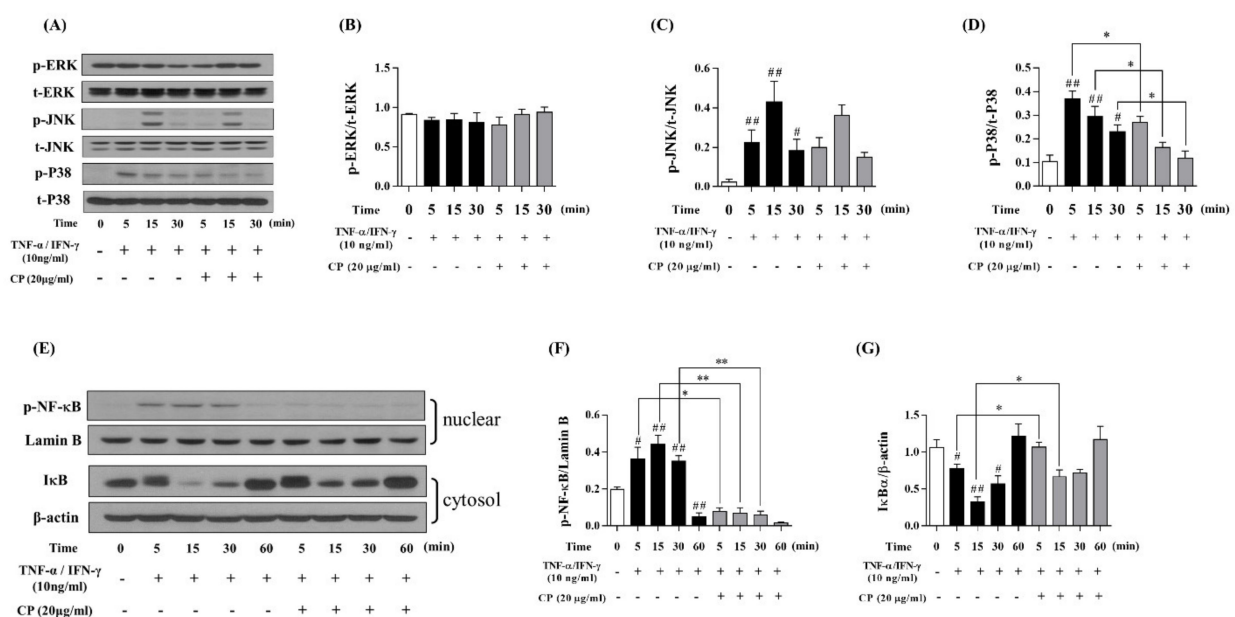 (A)
p-ERK
t-ERK
p-JNK
t-JNK
p-P38
t-P38
Time 0 5 15 30 5 15 30 (min)
TNF-α / IFN-γ - + + + + + +
(10ng/ml)
CP (20μg/ml) - - - - + + +
(B)
p-ERK/t-ERK
1.5
1.0
0.5
0.0
Time 0 5 15 30 5 15 30 (min)
TNF-α/IFN-γ - + + + + + +
(10 ng/ml)
CP (20 μg/ml) - - - - + + +
(C)
p-JNK/t-JNK
0.6
0.4
0.2
0.0
## ## #
Time 0 5 15 30 5 15 30 (min)
TNF-α/IFN-γ - + + + + + +
(10 ng/ml)
CP (20 μg/ml) - - - - + + +
(D)
p-P38/t-P38
0.5
0.4
0.3
0.2
0.1
0.0
* * *
## ## #
Time 0 5 15 30 5 15 30 (min)
TNF-α/IFN-γ - + + + + + +
(10 ng/ml)
CP (20 μg/ml) - - - - + + +
(E)
p-NF-κB
Lamin B
nuclear
IκB
β-actin
cytosol
Time 0 5 15 30 60 5 15 30 60 (min)
TNF-α / IFN-γ - + + + + + + + +
(10ng/ml)
CP (20μg/ml) - - - - - + + + +
(F)
p-NF-κB/Lamin B
0.6
0.4
0.2
0.0
**
**
*
# ## ## ##
Time 0 5 15 30 60 5 15 30 60 (min)
TNF-α/IFN-γ - + + + + + + + +
(10 ng/ml)
CP (20 μg/ml) - - - - - + + + +
(G)
IκBα/β-actin
1.5
1.0
0.5
0.0
*
*
# ## #
Time 0 5 15 30 60 5 15 30 60 (min)
TNF-α/IFN-γ - + + + + + + + +
(10 ng/ml)
CP (20 μg/ml) - - - - - + + + +